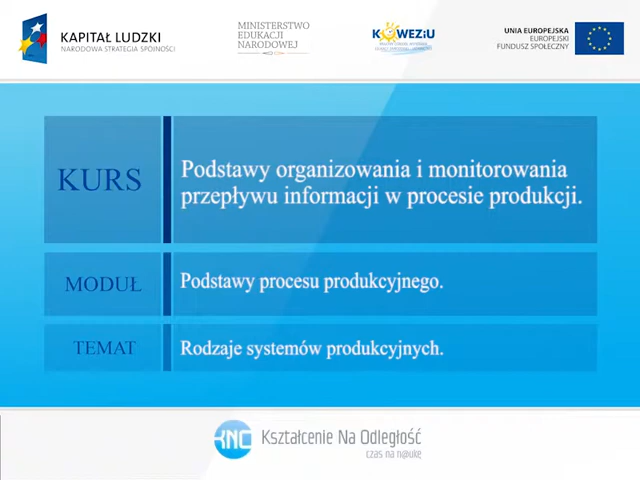 KAPITAŁ LUDZKI
NARODOWA STRATEGIA SPÓJNOŚCI
MINISTERSTWO
EDUKACJI
NARODOWEJ
KOWEZiU
UNIA EUROPEJSKA
EUROPEJSKI
FUNDUSZ SPOŁECZNY
KURS
Podstawy organizowania i monitorowania
przepływu informacji w procesie produkcji.
MODUŁ
Podstawy procesu produkcyjnego.
TEMAT
Rodzaje systemów produkcyjnych.
KNO
Kształcenie Na Odległość
czas na n@ukę